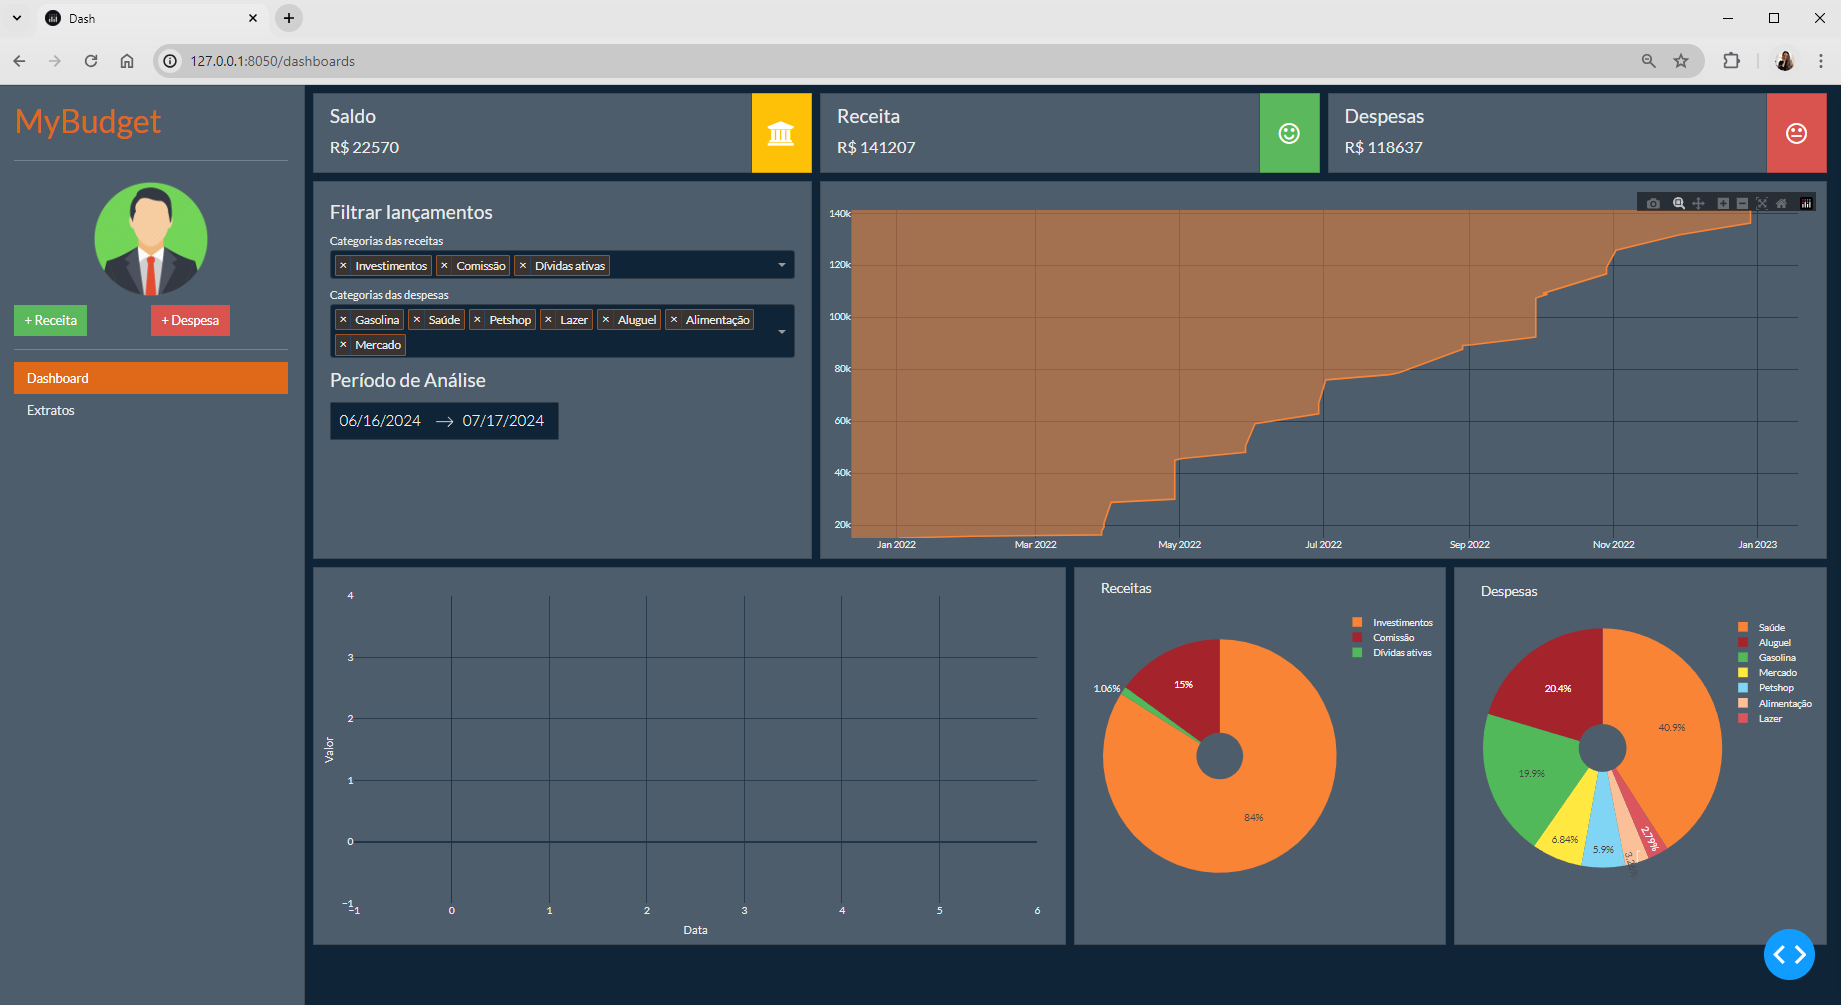 Dash
127.0.0.1:8050/dashboards
MyBudget
+ Receita
+ Despesa
Dashboard
Extratos
Saldo
R$ 22570
Receita
R$ 141207
Despesas
R$ 118637
Filtrar lançamentos
Categorias das receitas
× Investimentos × Comissão × Dívidas ativas
Categorias das despesas
× Gasolina × Saúde × Petshop × Lazer × Aluguel × Alimentação
× Mercado
Período de Análise
06/16/2024 → 07/17/2024
140k
120k
100k
80k
60k
40k
20k
Jan 2022 Mar 2022 May 2022 Jul 2022 Sep 2022 Nov 2022 Jan 2023
4
3
2
1
0
−1
Valor
−1 0 1 2 3 4 5 6
Data
Receitas
Investimentos
Comissão
Dívidas ativas
15%
1.06%
84%
Despesas
Saúde
Aluguel
Gasolina
Mercado
Petshop
Alimentação
Lazer
20.4%
40.9%
19.9%
6.84%
5.9%
2.79%